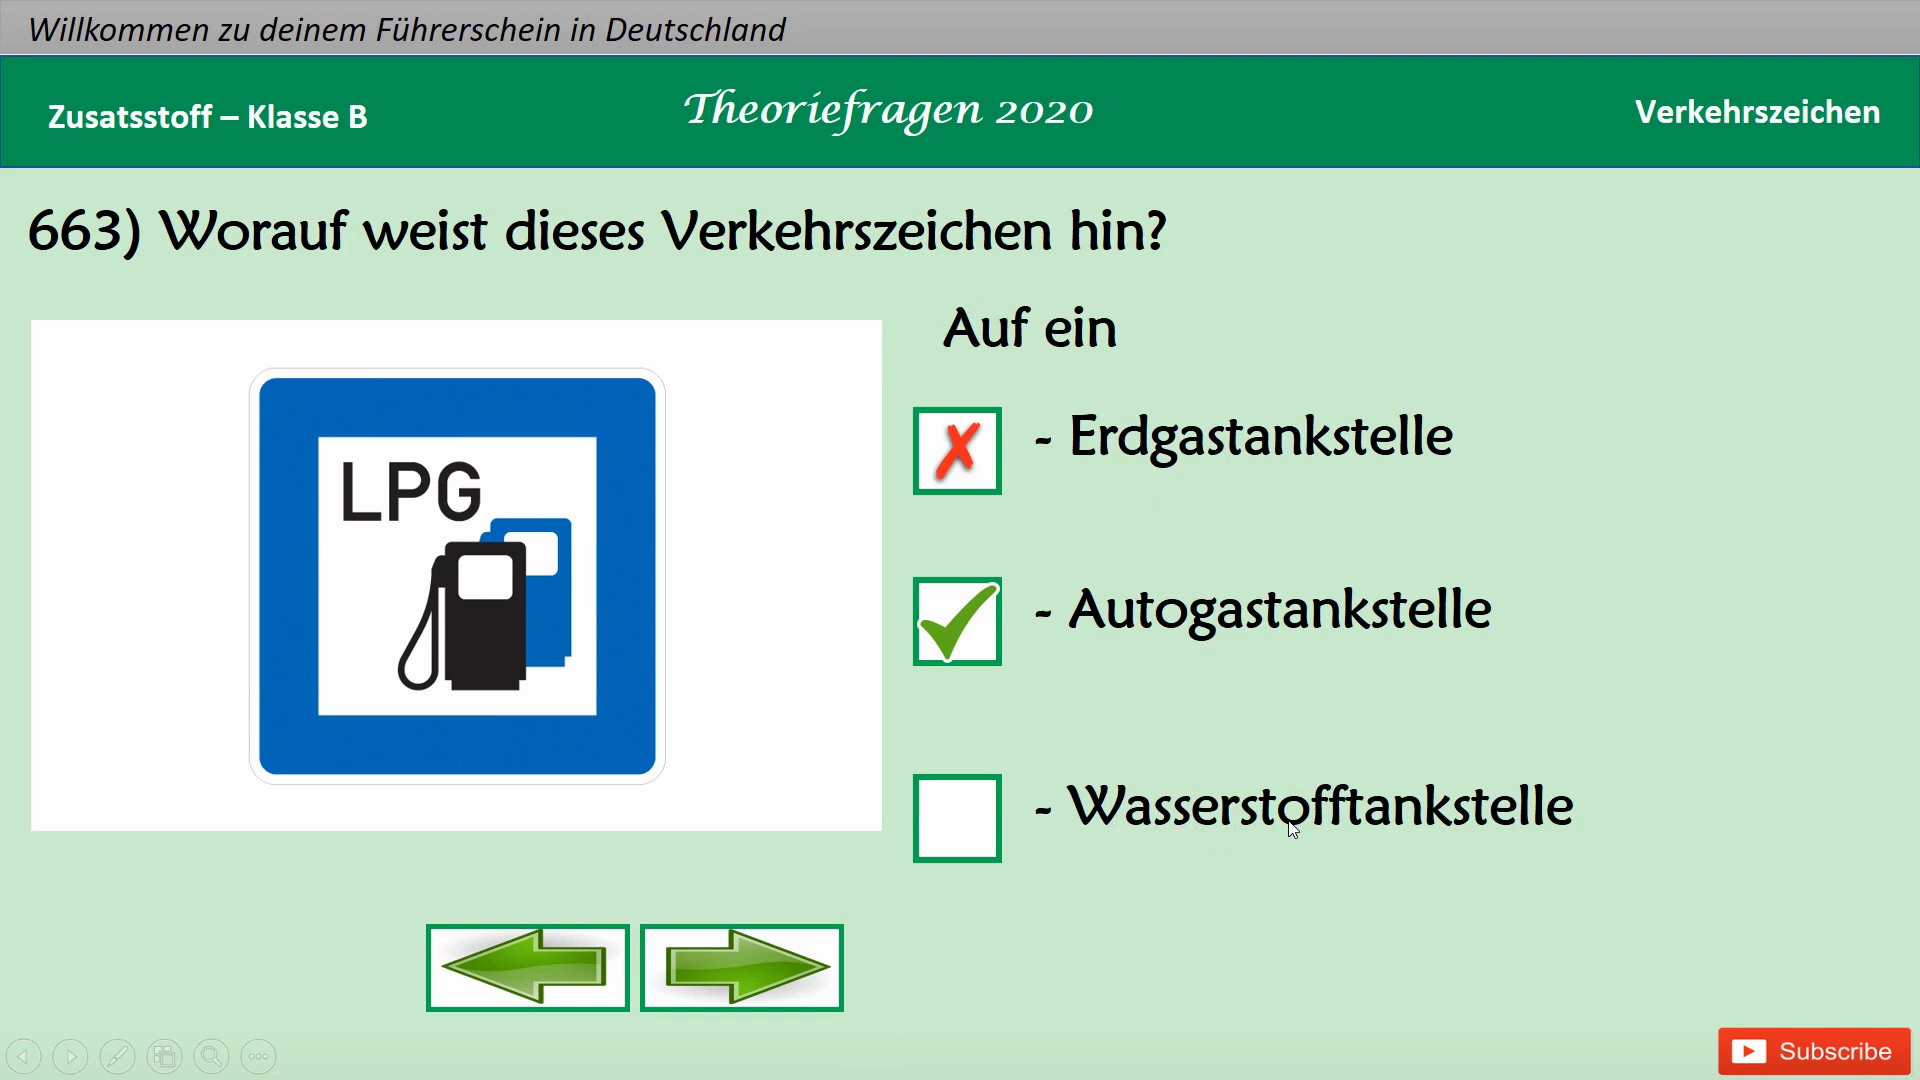 Willkommen zu deinem Führerschein in Deutschland
Zusatsstoff – Klasse B
Theoriefragen 2020
Verkehrszeichen
663) Worauf weist dieses Verkehrszeichen hin?
Auf ein
LPG
- Erdgastankstelle
- Autogastankstelle
- Wasserstofftankstelle
Subscribe